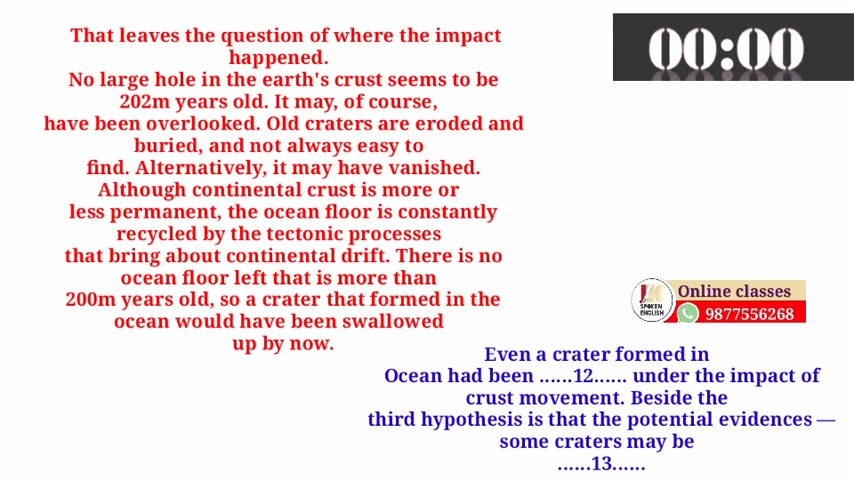 That leaves the question of where the impact
happened.
No large hole in the earth's crust seems to be
202m years old. It may, of course,
have been overlooked. Old craters are eroded and
buried, and not always easy to
find. Alternatively, it may have vanished.
Although continental crust is more or
less permanent, the ocean floor is constantly
recycled by the tectonic processes
that bring about continental drift. There is no
ocean floor left that is more than
200m years old, so a crater that formed in the
ocean would have been swallowed
up by now.
00:00
SPOKEN
ENGLISH
Online classes
9877556268
Even a crater formed in
Ocean had been ......12...... under the impact of
crust movement. Beside the
third hypothesis is that the potential evidences —
some craters may be
......13......